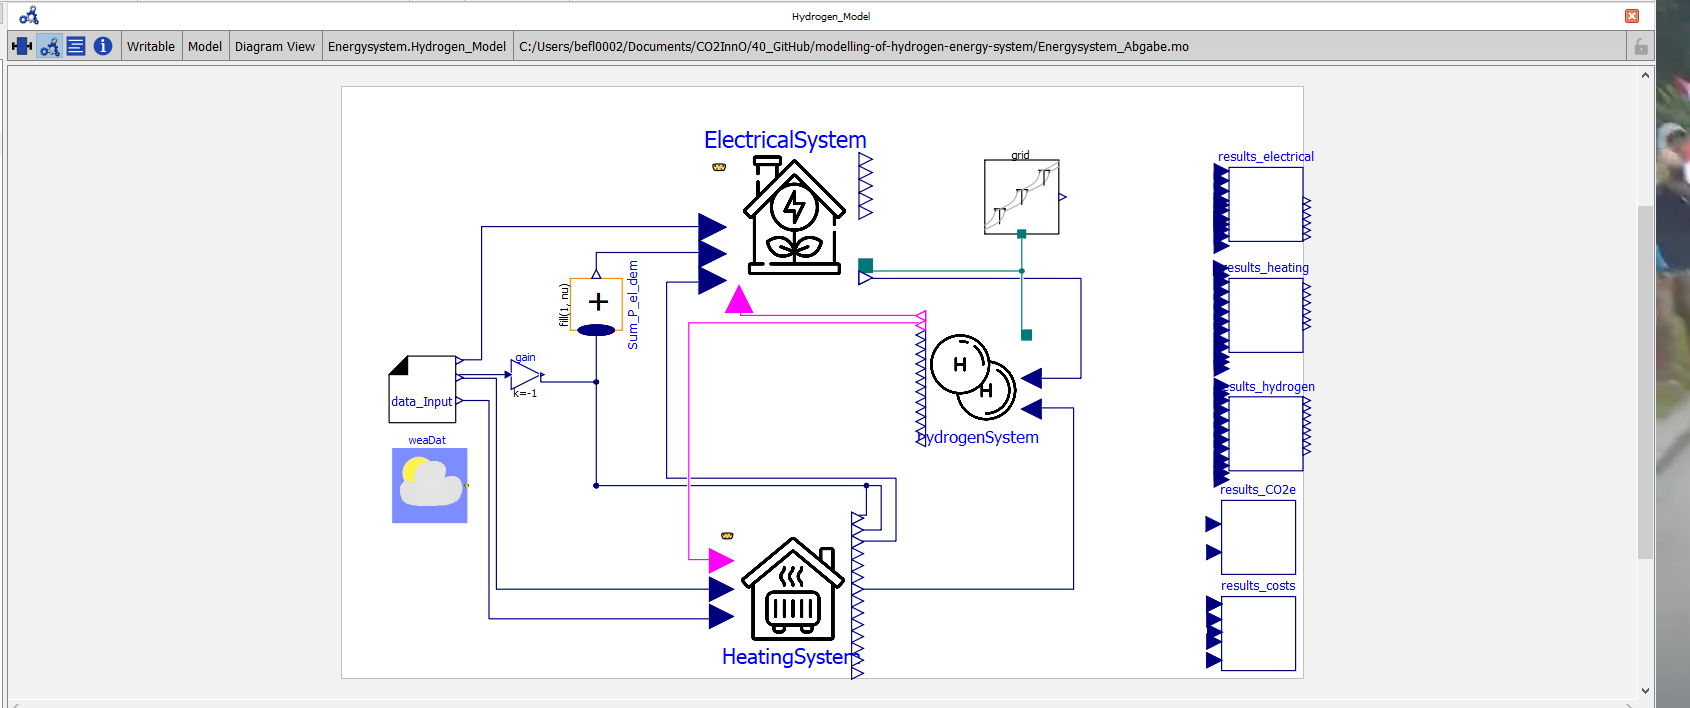 Hydrogen_Model
Writable
Model
Diagram View
Energysystem.Hydrogen_Model
C:/Users/befl0002/Documents/CO2InnO/40_GitHub/modelling-of-hydrogen-energy-system/Energysystem_Abgabe.mo
ElectricalSystem
grid
T
T
T
results_electrical
results_heating
fill(1, nu)
+
Sum_P_el_dem
gain
k=-1
data_Input
H
H
hydrogenSystem
results_hydrogen
weaDat
results_CO2e
results_costs
HeatingSystem